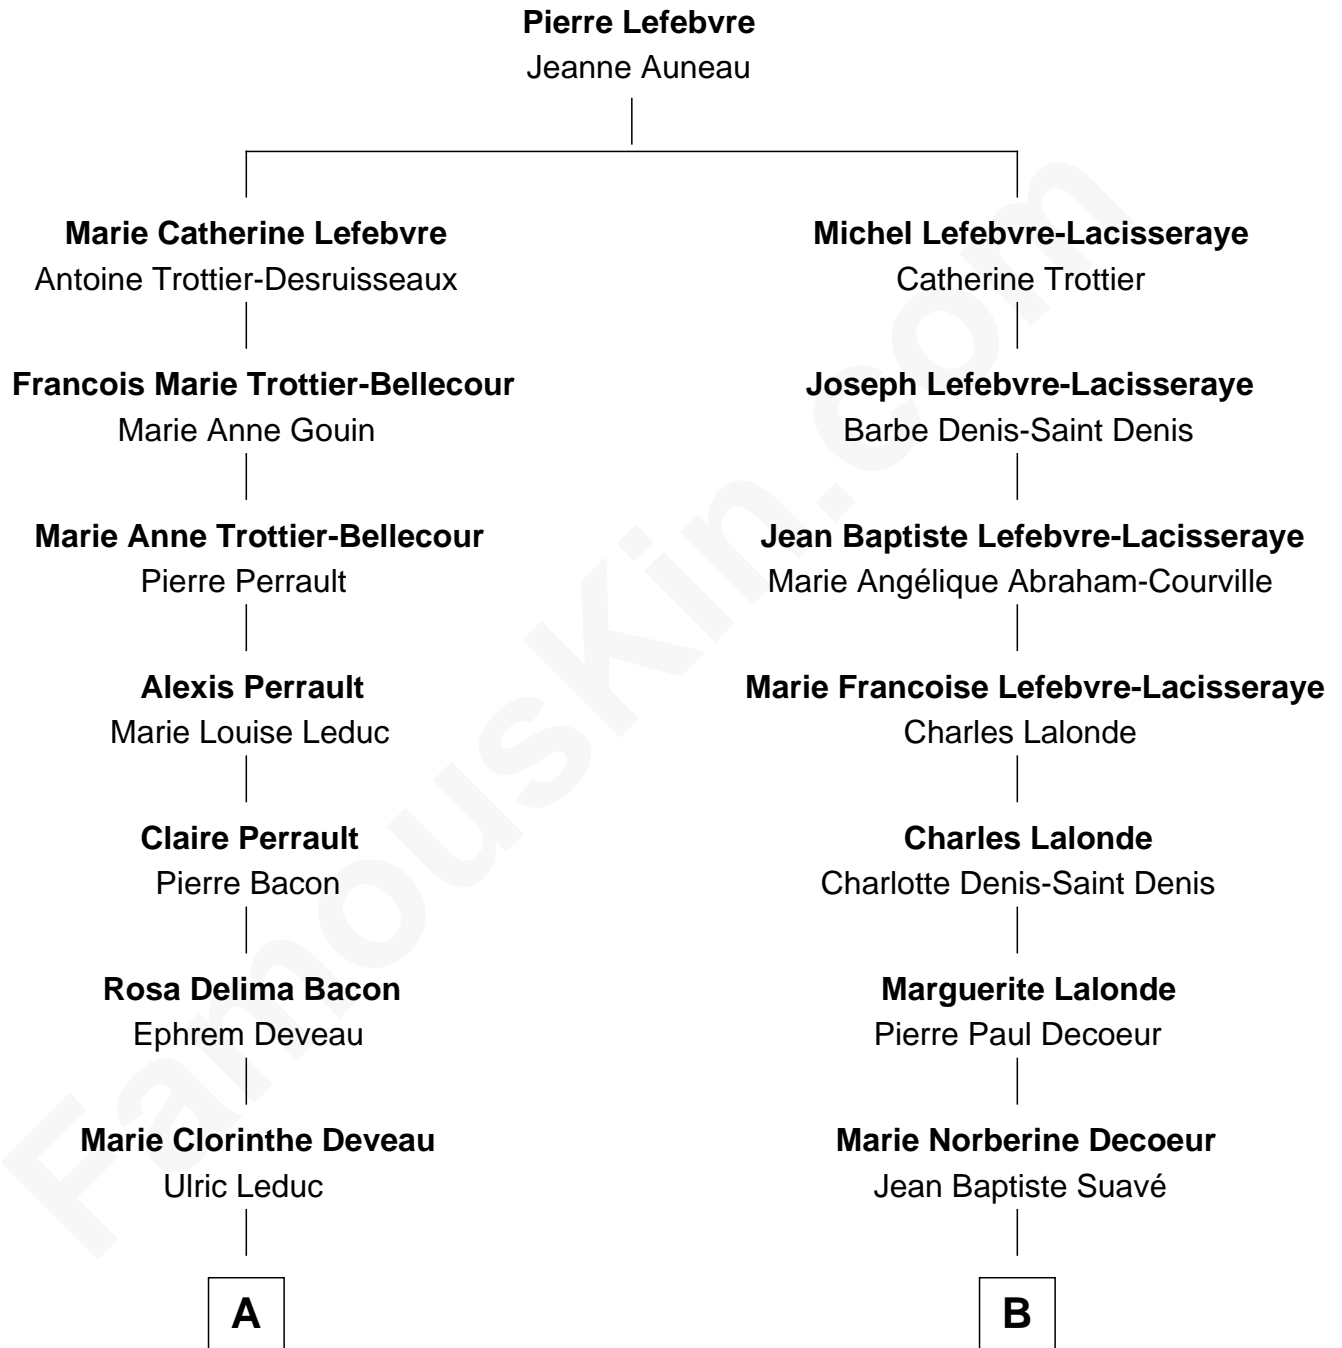 Pierre Lefebvre
Jeanne Auneau
Marie Catherine Lefebvre
Antoine Trottier-Desruisseaux
Michel Lefebvre-Lacisseraye
Catherine Trottier
Francois Marie Trottier-Bellecour
Marie Anne Gouin
Joseph Lefebvre-Lacisseraye
Barbe Denis-Saint Denis
Marie Anne Trottier-Bellecour
Pierre Perrault
Jean Baptiste Lefebvre-Lacisseraye
Marie Angélique Abraham-Courville
Alexis Perrault
Marie Louise Leduc
Marie Francoise Lefebvre-Lacisseraye
Charles Lalonde
Claire Perrault
Pierre Bacon
Charles Lalonde
Charlotte Denis-Saint Denis
Rosa Delima Bacon
Ephrem Deveau
Marguerite Lalonde
Pierre Paul Decoeur
Marie Clorinthe Deveau
Ulric Leduc
Marie Norberine Decoeur
Jean Baptiste Suavé
A
B
FamousKin.com